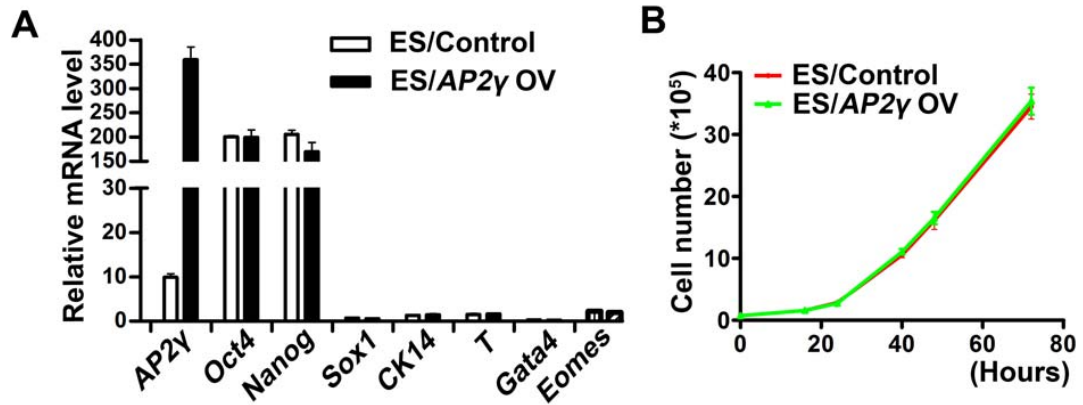 A
Relative mRNA level
400
350
300
250
200
150
30
20
10
0
ES/Control
ES/AP2γ OV
AP2γ
Oct4
Nanog
Sox1
CK14
T
Gata4
Eomes
B
Cell number (*10⁵)
40
30
20
10
0
ES/Control
ES/AP2γ OV
0 20 40 60 80
(Hours)